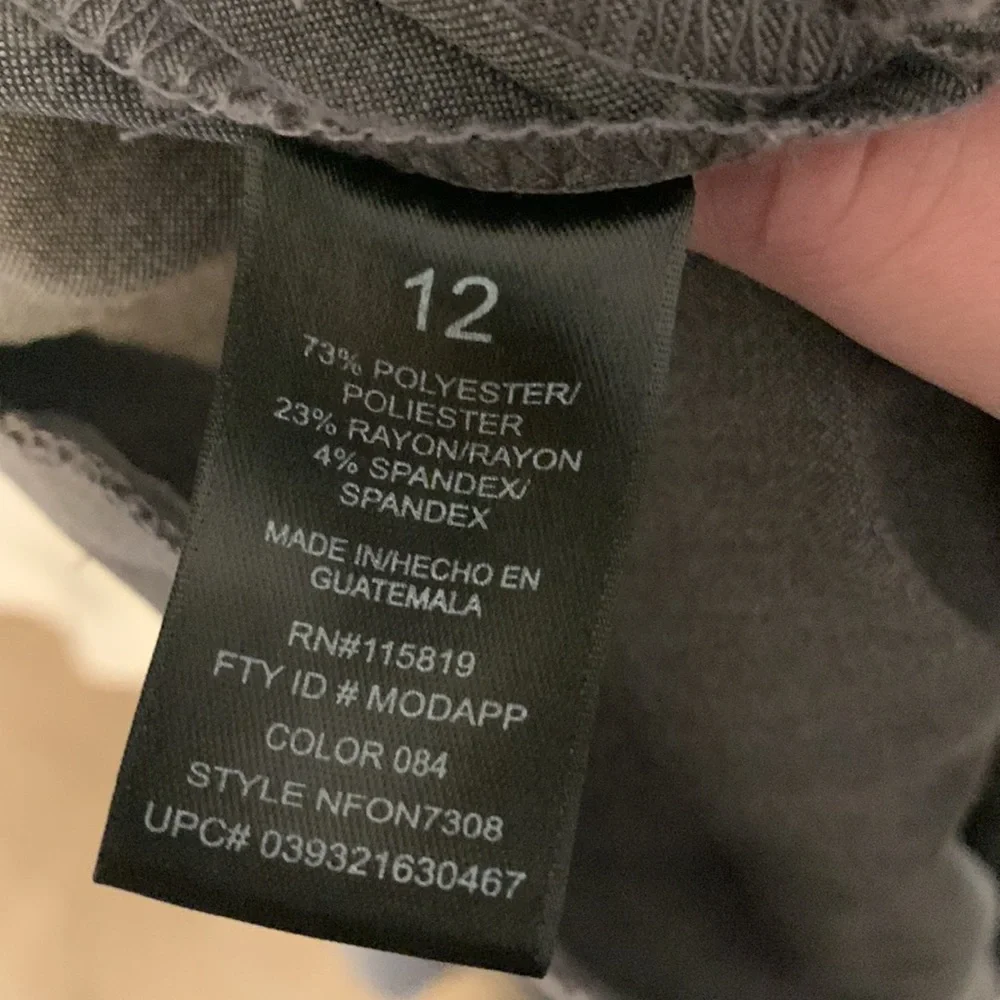 12
73% POLYESTER/
POLIESTER
23% RAYON/RAYON
4% SPANDEX/
SPANDEX
MADE IN/HECHO EN
GUATEMALA
RN#115819
FTY ID # MODAPP
COLOR 084
STYLE NFON7308
UPC# 039321630467